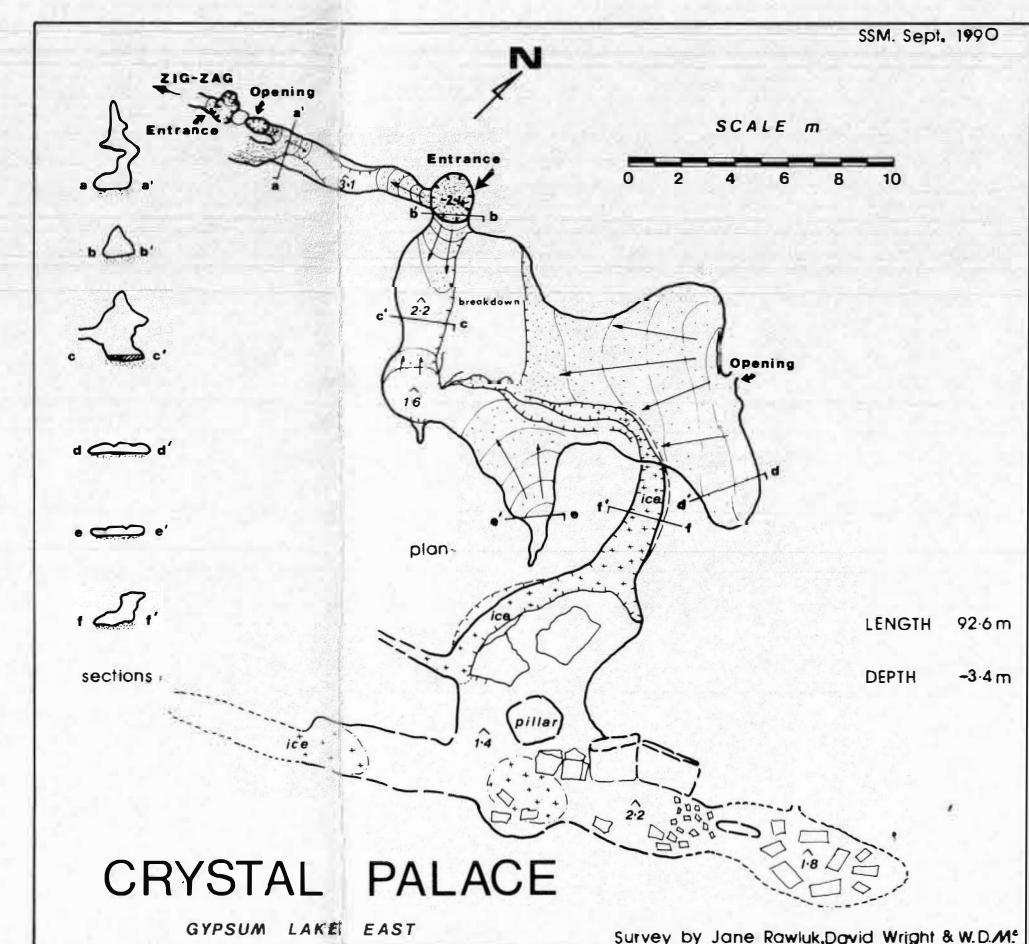 SSM. Sept. 1990
N
ZIG-ZAG
Opening
Entrance
a'
a
3·1
Entrance
-2·4
b'
b
SCALE m
0 2 4 6 8 10
a a'
b b'
c c'
d d'
e e'
f f'
sections
breakdown
2·2
c'
c
1·6
Opening
d'
d
e'
e
f'
f
ice
plan
ice
LENGTH 92·6 m
DEPTH -3·4 m
pillar
ice
1·4
2·2
1·8
CRYSTAL PALACE
GYPSUM LAKE EAST
Survey by Jane Rawluk.David Wright & W.D.Mc